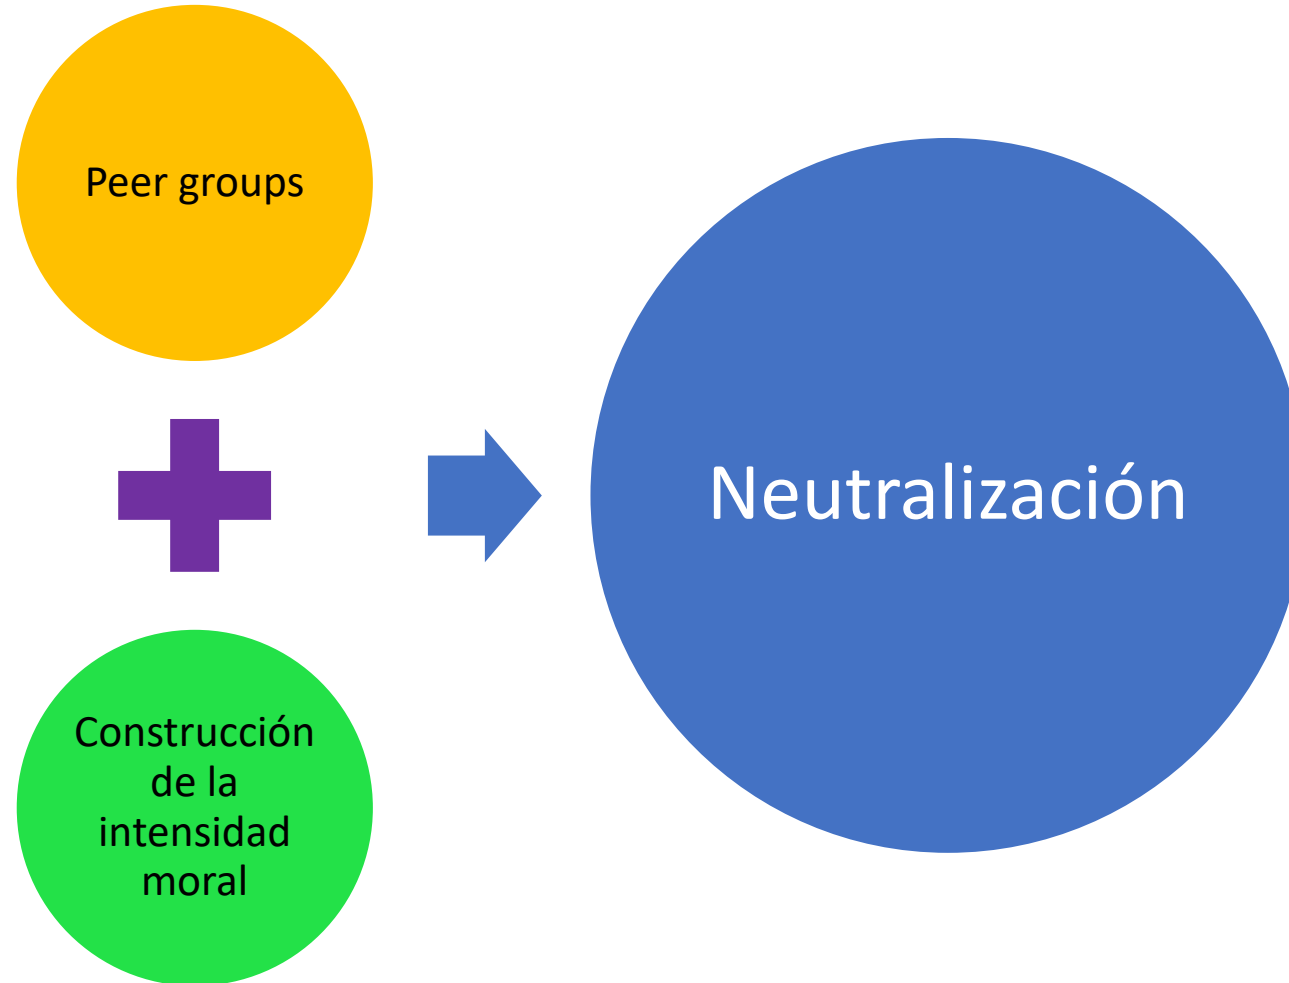 Peer groups
Neutralización
Construcción
de la
intensidad
moral